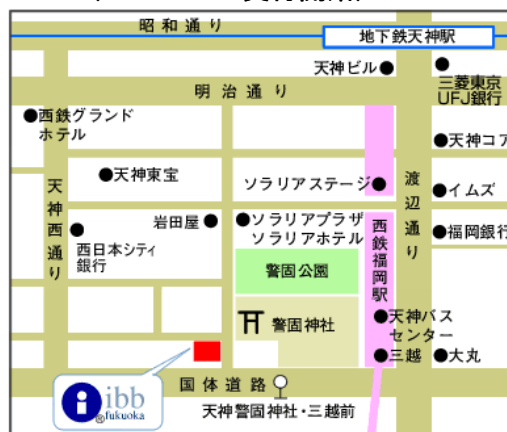 昭和通り
地下鉄天神駅
天神ビル
三菱東京
UFJ銀行
明治通り
西鉄グランド
ホテル
天神コア
天神東宝
ソラリアステージ
イムズ
天神西通り
渡辺通り
岩田屋
ソラリアプラザ
ソラリアホテル
福岡銀行
西日本シティ
銀行
西鉄福岡駅
警固公園
警固神社
天神バス
センター
三越
大丸
i ibb
@fukuoka
国体道路
天神警固神社・三越前